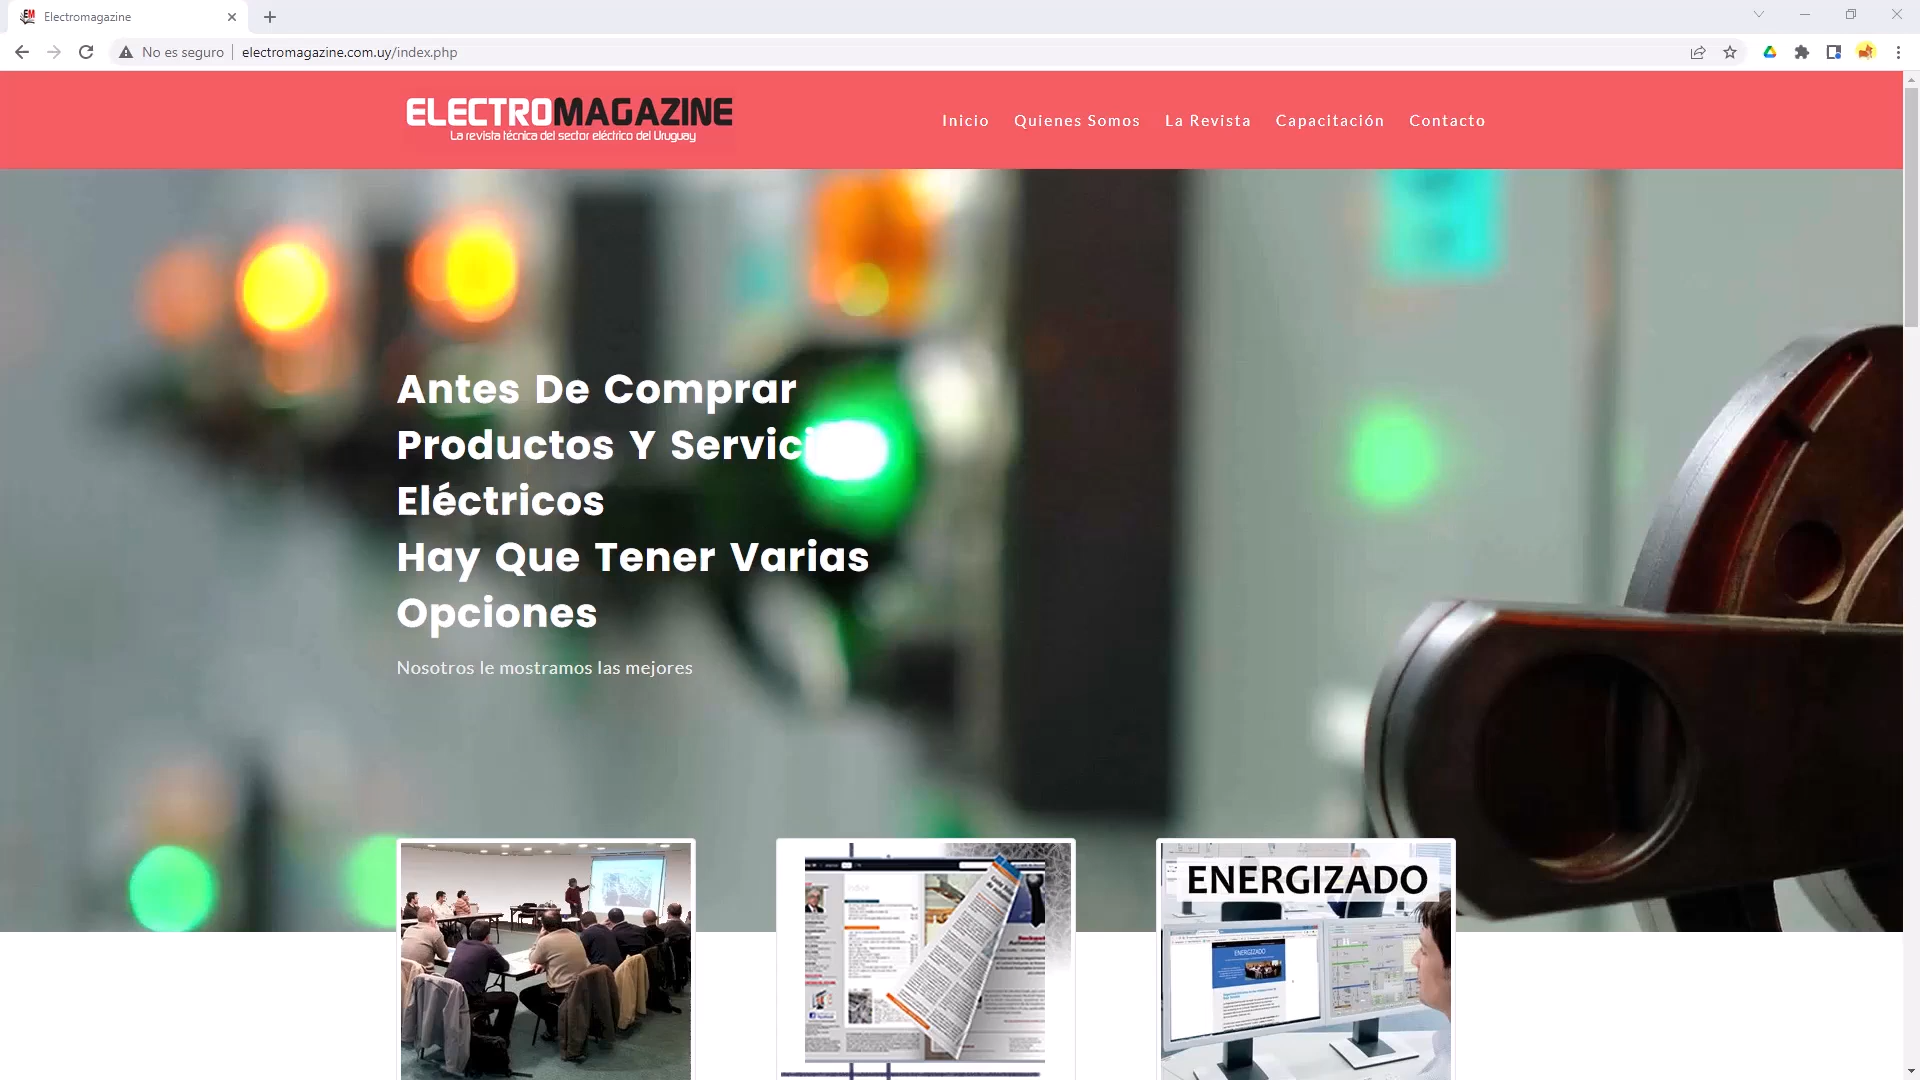 Electromagazine
No es seguro
electromagazine.com.uy/index.php
ELECTROMAGAZINE
La revista técnica del sector eléctrico del Uruguay
Inicio
Quienes Somos
La Revista
Capacitación
Contacto
Antes De Comprar
Productos Y Servici
Eléctricos
Hay Que Tener Varias
Opciones
Nosotros le mostramos las mejores
ENERGIZADO
ENERGIZADO